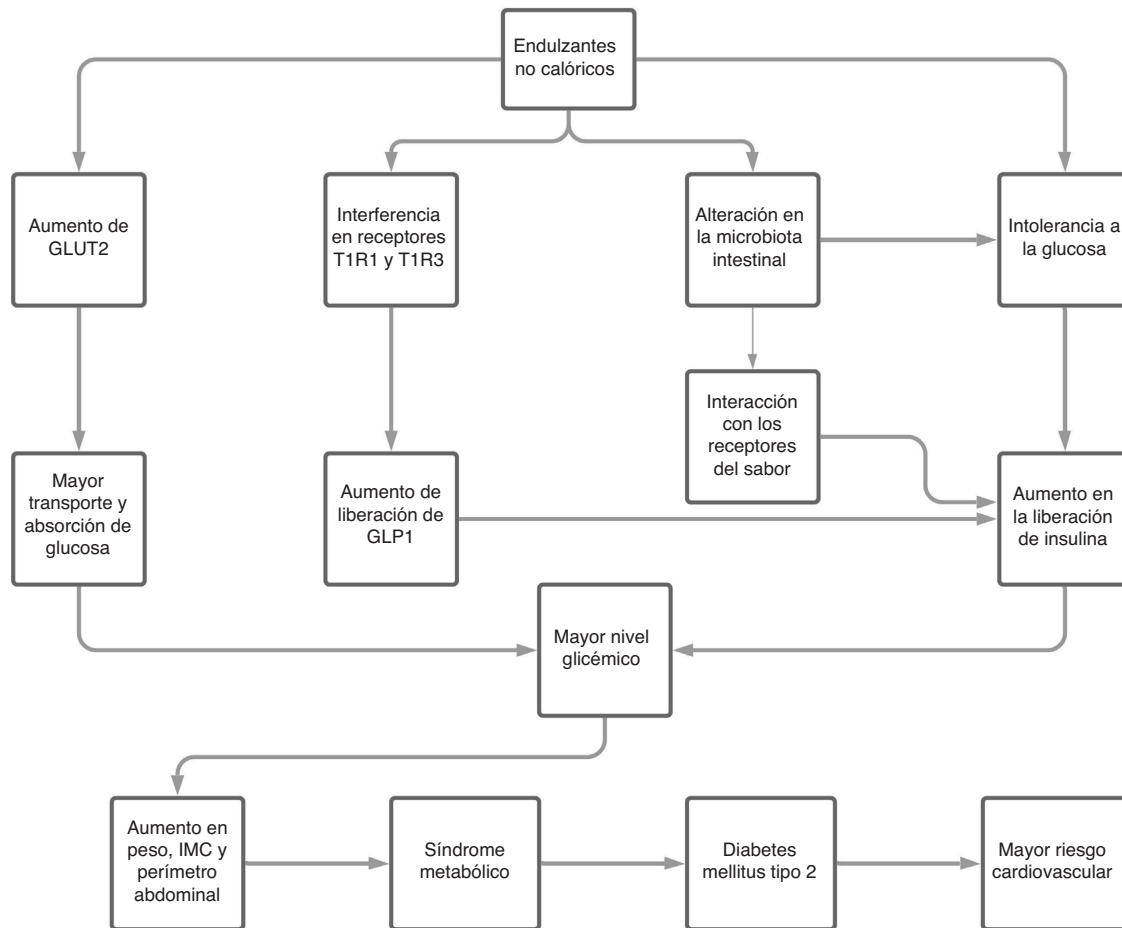 Endulzantes
no calóricos
Aumento de
GLUT2
Interferencia
en receptores
T1R1 y T1R3
Alteración en
la microbiota
intestinal
Intolerancia a
la glucosa
Interacción
con los
receptores
del sabor
Mayor
transporte y
absorción de
glucosa
Aumento de
liberación de
GLP1
Aumento en
la liberación
de insulina
Mayor nivel
glicémico
Aumento en
peso, IMC y
perímetro
abdominal
Síndrome
metabólico
Diabetes
mellitus tipo 2
Mayor riesgo
cardiovascular